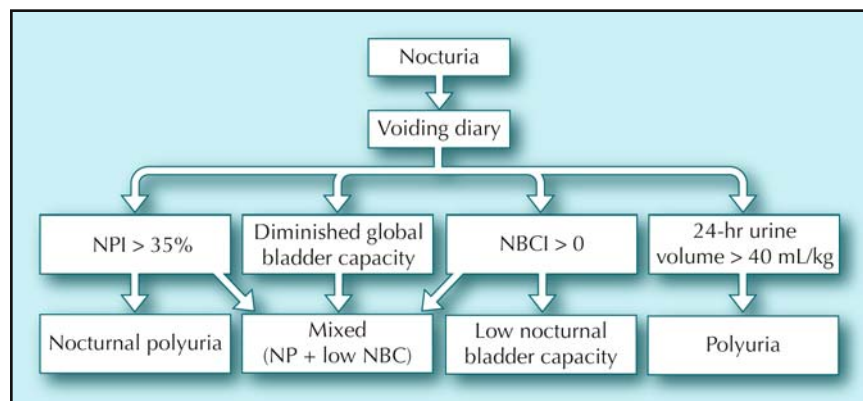 Nocturia
Voiding diary
NPI > 35%
Diminished global
bladder capacity
NBCI > 0
24-hr urine
volume > 40 mL/kg
Nocturnal polyuria
Mixed
(NP + low NBC)
Low nocturnal
bladder capacity
Polyuria